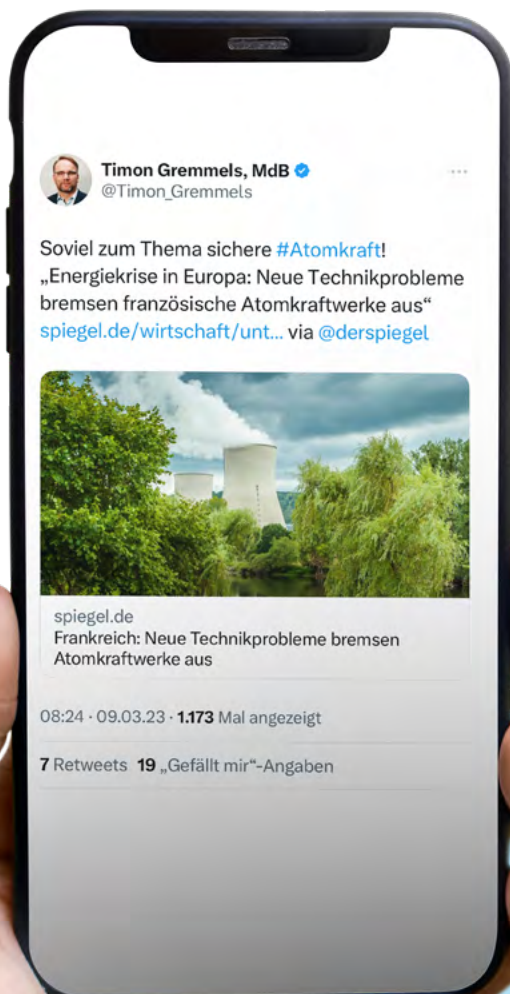 Timon Gremmels, MdB
@Timon_Gremmels
Soviel zum Thema sichere #Atomkraft!
„Energiekrise in Europa: Neue Technikprobleme
bremsen französische Atomkraftwerke aus“
spiegel.de/wirtschaft/unt... via @derspiegel
spiegel.de
Frankreich: Neue Technikprobleme bremsen
Atomkraftwerke aus
08:24 · 09.03.23 · 1.173 Mal angezeigt
7 Retweets 19 „Gefällt mir“-Angaben